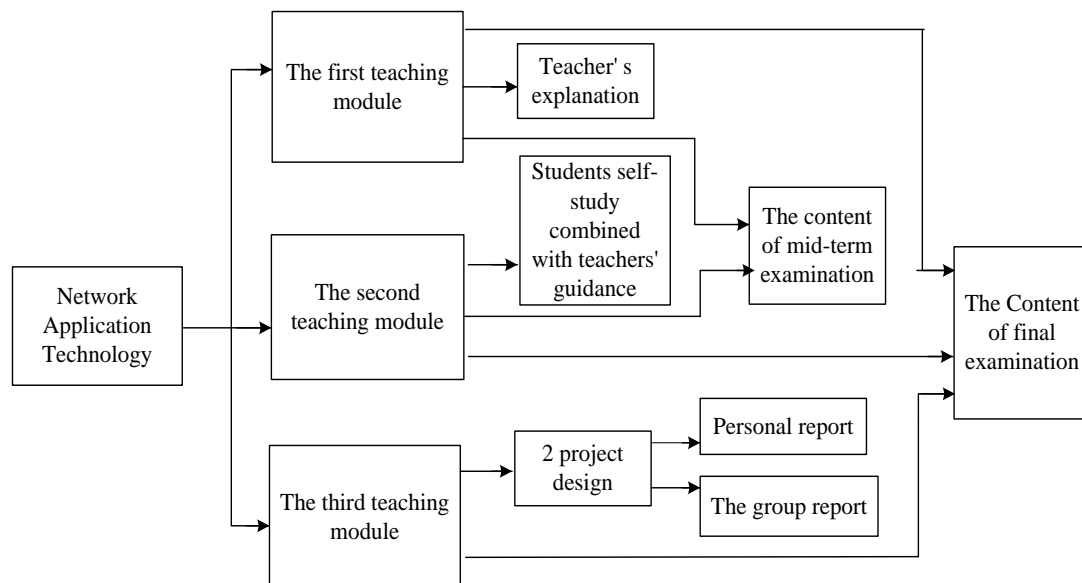 The first teaching
module
Teacher' s
explanation
Students self-
study
combined
with teachers'
guidance
The content
of mid-term
examination
Network
Application
Technology
The second
teaching module
The Content
of final
examination
Personal report
2 project
design
The third teaching
module
The group report